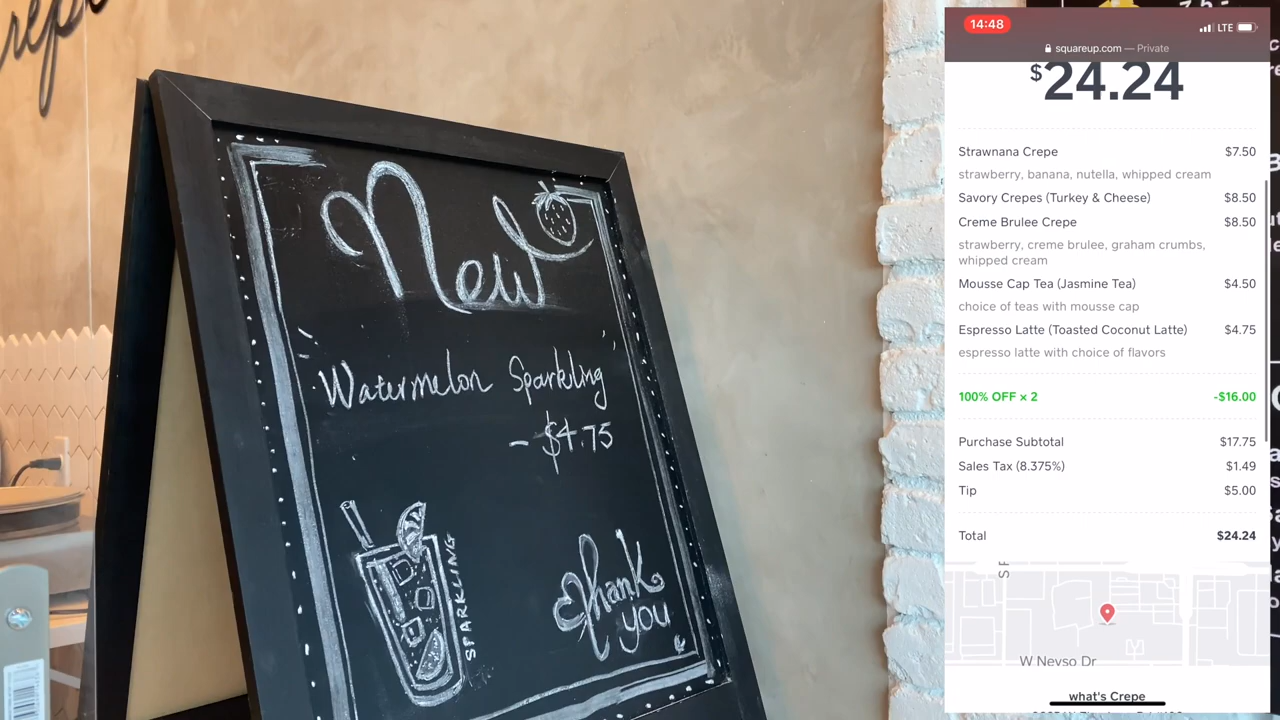 New
Watermelon Sparkling
- $4.75
SPARKLING
Thank
you
14:48
LTE
squareup.com — Private
$24.24
Strawnana Crepe $7.50
strawberry, banana, nutella, whipped cream
Savory Crepes (Turkey & Cheese) $8.50
Creme Brulee Crepe $8.50
strawberry, creme brulee, graham crumbs,
whipped cream
Mousse Cap Tea (Jasmine Tea) $4.50
choice of teas with mousse cap
Espresso Latte (Toasted Coconut Latte) $4.75
espresso latte with choice of flavors
100% OFF × 2 -$16.00
Purchase Subtotal $17.75
Sales Tax (8.375%) $1.49
Tip $5.00
Total $24.24
W Nevso Dr
what's Crepe